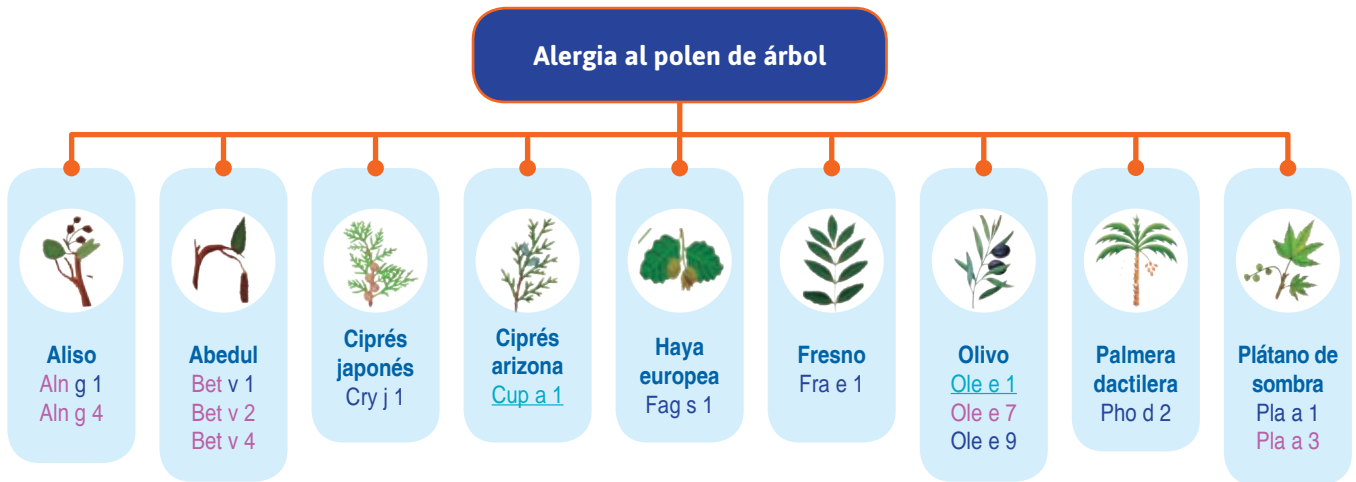 Alergia al polen de árbol
Aliso
Aln g 1
Aln g 4
Abedul
Bet v 1
Bet v 2
Bet v 4
Ciprés
japonés
Cry j 1
Ciprés
arizona
Cup a 1
Haya
europea
Fag s 1
Fresno
Fra e 1
Olivo
Ole e 1
Ole e 7
Ole e 9
Palmera
dactilera
Pho d 2
Plátano de
sombra
Pla a 1
Pla a 3